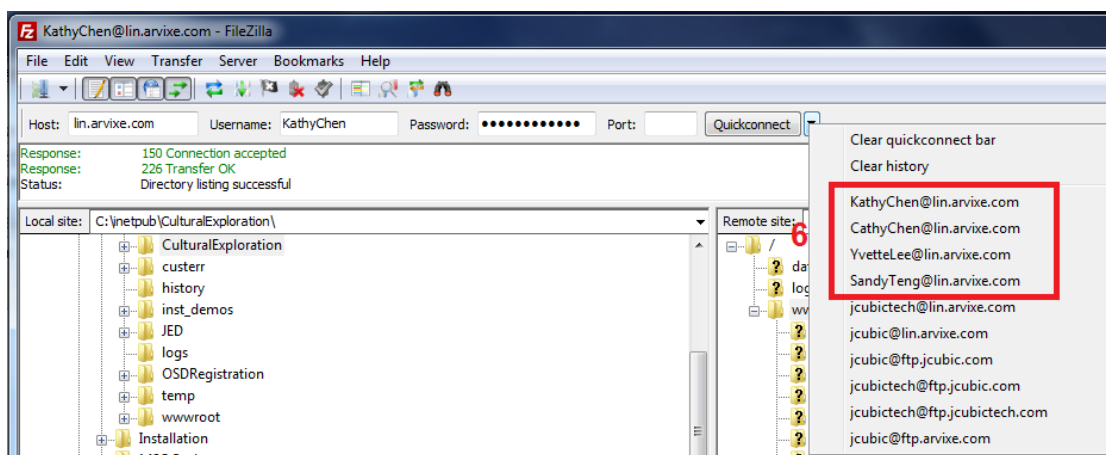 KathyChen@lin.arvixe.com - FileZilla
File Edit View Transfer Server Bookmarks Help
Host: lin.arvixe.com Username: KathyChen Password: ●●●●●●●●●●●● Port: Quickconnect
Response: 150 Connection accepted
Response: 226 Transfer OK
Status: Directory listing successful
Local site: C:\inetpub\CulturalExploration\
CulturalExploration
custerr
history
inst_demos
JED
logs
OSDRegistration
temp
wwwroot
Installation
Remote site:
6
/
Clear quickconnect bar
Clear history
KathyChen@lin.arvixe.com
CathyChen@lin.arvixe.com
YvetteLee@lin.arvixe.com
SandyTeng@lin.arvixe.com
jcubictech@lin.arvixe.com
jcubic@lin.arvixe.com
jcubic@ftp.jcubic.com
jcubictech@ftp.jcubic.com
jcubictech@ftp.jcubictech.com
jcubic@ftp.arvixe.com